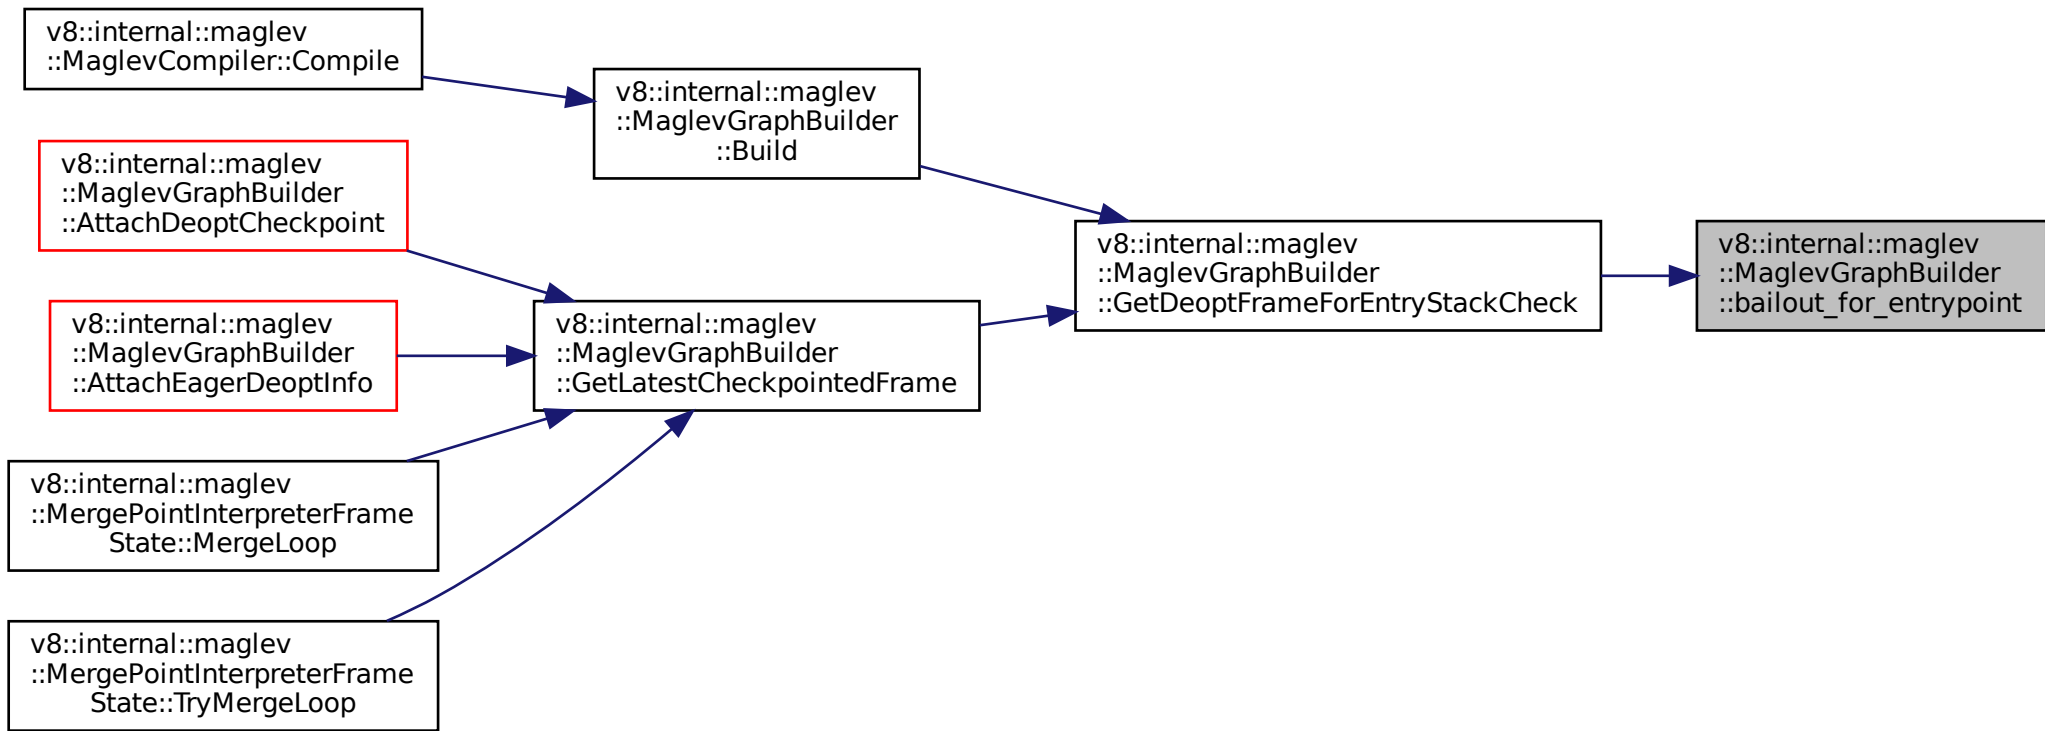 v8::internal::maglev
::MaglevCompiler::Compile
v8::internal::maglev
::MaglevGraphBuilder
::Build
v8::internal::maglev
::MaglevGraphBuilder
::AttachDeoptCheckpoint
v8::internal::maglev
::MaglevGraphBuilder
::GetDeoptFrameForEntryStackCheck
v8::internal::maglev
::MaglevGraphBuilder
::bailout_for_entrypoint
v8::internal::maglev
::MaglevGraphBuilder
::AttachEagerDeoptInfo
v8::internal::maglev
::MaglevGraphBuilder
::GetLatestCheckpointedFrame
v8::internal::maglev
::MergePointInterpreterFrame
State::MergeLoop
v8::internal::maglev
::MergePointInterpreterFrame
State::TryMergeLoop